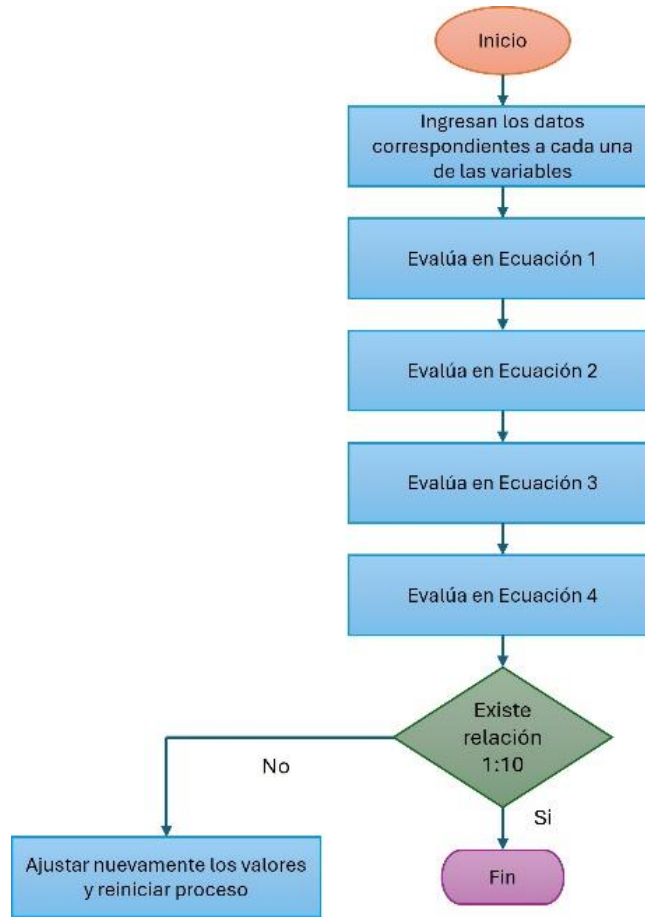 Inicio
Ingresan los datos
correspondientes a cada una
de las variables
Evalúa en Ecuación 1
Evalúa en Ecuación 2
Evalúa en Ecuación 3
Evalúa en Ecuación 4
Existe
relación
1:10
No
Si
Ajustar nuevamente los valores
y reiniciar proceso
Fin